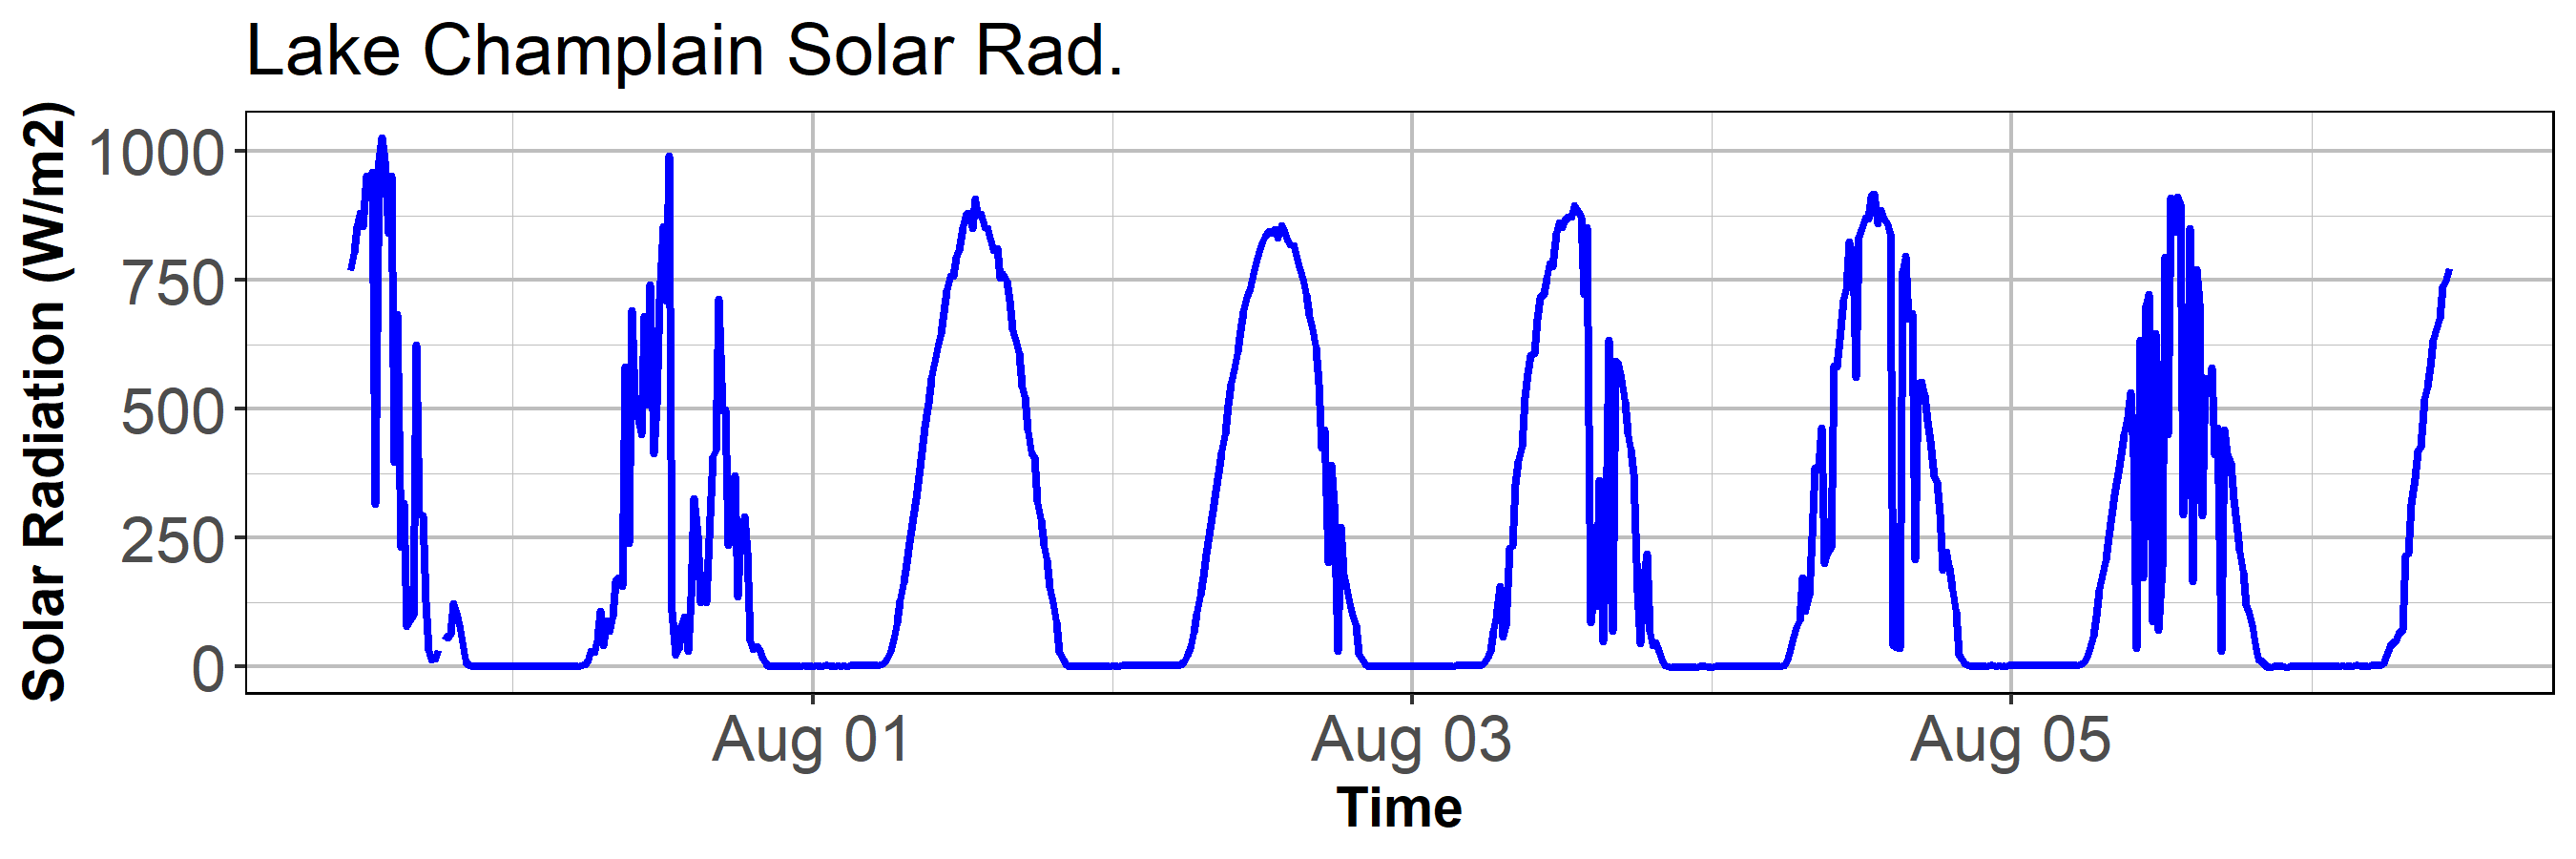 Lake Champlain Solar Rad.
Solar Radiation (W/m2)
1000
750
500
250
0
Aug 01 Aug 03 Aug 05
Time